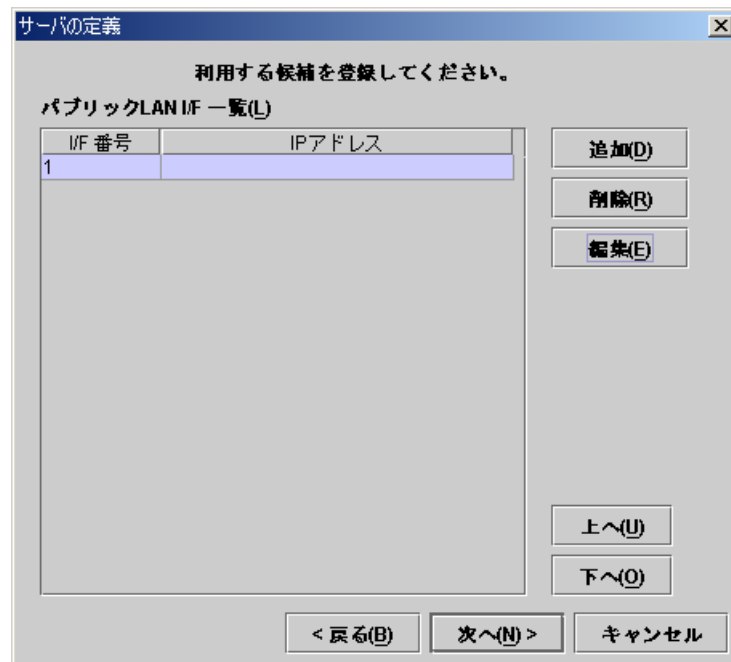 サーバの定義
利用する候補を登録してください。
パブリックLAN I/F 一覧(L)
I/F 番号 IPアドレス
1
追加(D)
削除(R)
編集(E)
上へ(U)
下へ(O)
< 戻る(B) 次へ(N) > キャンセル